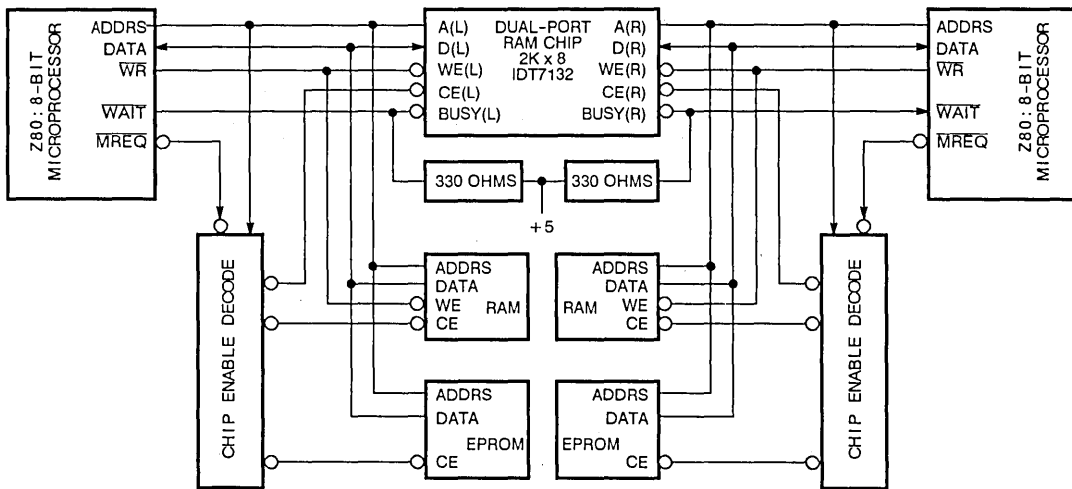 Z80: 8-BIT
MICROPROCESSOR
ADDRS
DATA
WR
WAIT
MREQ
A(L)
D(L)
WE(L)
CE(L)
BUSY(L)
DUAL-PORT
RAM CHIP
2K x 8
IDT7132
A(R)
D(R)
WE(R)
CE(R)
BUSY(R)
ADDRS
DATA
WR
WAIT
MREQ
Z80: 8-BIT
MICROPROCESSOR
330 OHMS
330 OHMS
+5
CHIP ENABLE DECODE
ADDRS
DATA
WE
RAM
CE
ADDRS
DATA
WE
RAM
CE
ADDRS
DATA
EPROM
CE
ADDRS
DATA
EPROM
CE
CHIP ENABLE DECODE